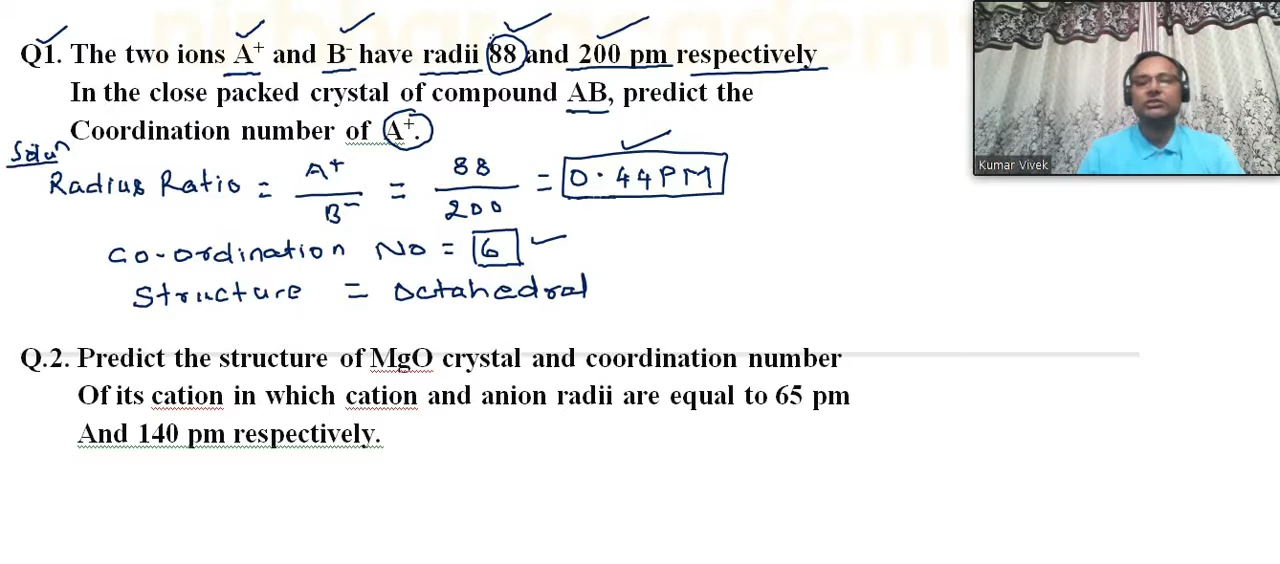 Q1. The two ions A⁺ and B⁻ have radii 88 and 200 pm respectively
In the close packed crystal of compound AB, predict the
Coordination number of A⁺.
Solun
Radius Ratio = A+ / B− = 88 / 200 = 0.44PM
Co-ordination No = 6
Structure = Octahedral
Q.2. Predict the structure of MgO crystal and coordination number
Of its cation in which cation and anion radii are equal to 65 pm
And 140 pm respectively.
Kumar Vivek